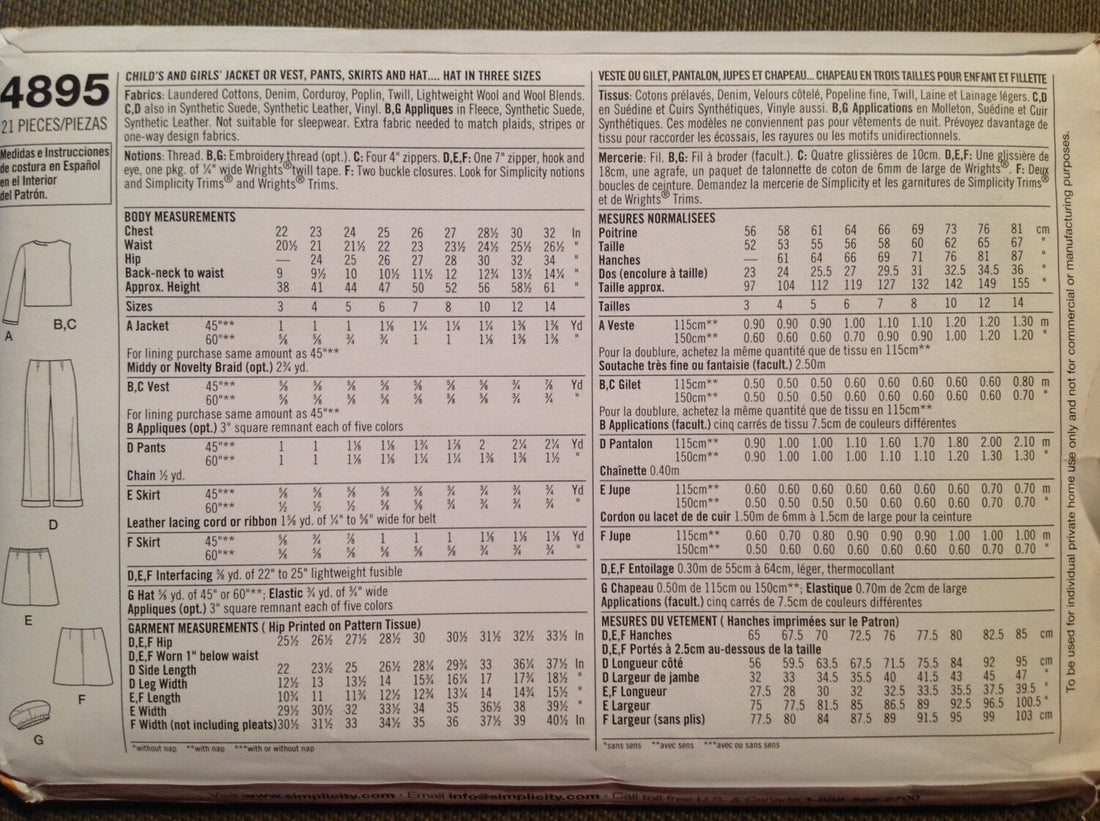 4895
21 PIECES/PIEZAS
Medidas e Instrucciones
de costura en Español
en el Interior
del Patrón.
A
B,C
D
E
F
G
CHILD'S AND GIRLS' JACKET OR VEST, PANTS, SKIRTS AND HAT.... HAT IN THREE SIZES
Fabrics: Laundered Cottons, Denim, Corduroy, Poplin, Twill, Lightweight Wool and Wool Blends.
C,D also in Synthetic Suede, Synthetic Leather, Vinyl. B,G Appliques in Fleece, Synthetic Suede,
Synthetic Leather. Not suitable for sleepwear. Extra fabric needed to match plaids, stripes or
one-way design fabrics.
Notions: Thread. B,G: Embroidery thread (opt.). C: Four 4" zippers. D,E,F: One 7" zipper, hook and
eye, one pkg. of ¼" wide Wrights® twill tape. F: Two buckle closures. Look for Simplicity notions
and Simplicity Trims® and Wrights® Trims.
BODY MEASUREMENTS
Chest 22 23 24 25 26 27 28½ 30 32 In
Waist 20½ 21 21½ 22 23 23½ 24½ 25½ 26½ "
Hip — 24 25 26 27 28 30 32 34 "
Back-neck to waist 9 9½ 10 10½ 11½ 12 12¾ 13½ 14¼ "
Approx. Height 38 41 44 47 50 52 56 58½ 61 "
Sizes 3 4 5 6 7 8 10 12 14
A Jacket 45"** 1 1 1 1⅛ 1¼ 1¼ 1¼ 1⅜ 1⅜ Yd
60"** ⅝ ⅝ ¾ ¾ 1 1 1⅛ 1⅜ 1⅜ "
For lining purchase same amount as 45"**
Middy or Novelty Braid (opt.) 2¾ yd.
B,C Vest 45"** ⅝ ⅝ ⅝ ⅝ ⅝ ⅝ ⅝ ¾ ⅞ Yd
60"** ⅝ ⅝ ⅝ ⅝ ⅝ ⅝ ⅝ ¾ ¾ "
For lining purchase same amount as 45"**
B Appliques (opt.) 3" square remnant each of five colors
D Pants 45"** 1 1 1⅛ 1⅛ 1¾ 1⅞ 2 2¼ 2¼ Yd
60"** 1 1 1⅛ 1⅛ 1¼ 1¼ 1⅜ 1⅜ 1½ "
Chain ½ yd.
E Skirt 45"** ⅝ ⅝ ⅝ ⅝ ⅝ ¾ ¾ ¾ ¾ Yd
60"** ½ ½ ⅝ ⅝ ⅝ ⅝ ¾ ¾ ¾ "
Leather lacing cord or ribbon 1⅝ yd. of ¼" to ⅝" wide for belt
F Skirt 45"** ⅝ ¾ ⅞ 1 1 1 1⅛ 1⅛ 1⅛ Yd
60"** ⅝ ⅝ ⅝ ⅝ ⅝ ⅝ ¾ ¾ ¾ "
D,E,F Interfacing ⅜ yd. of 22" to 25" lightweight fusible
G Hat ⅝ yd. of 45" or 60"**; Elastic ¾ yd. of ¾" wide
Appliques (opt.) 3" square remnant each of five colors
GARMENT MEASUREMENTS ( Hip Printed on Pattern Tissue)
D,E,F Hip 25½ 26½ 27½ 28½ 30 30½ 31½ 32½ 33½ In
D,E,F Worn 1" below waist
D Side Length 22 23½ 25 26½ 28¼ 29¾ 33 36¼ 37½ In
D Leg Width 12½ 13 13½ 14 15¾ 16¼ 17 17¾ 18½ "
E,F Length 10¾ 11 11¾ 12½ 12¾ 13¼ 14 14¾ 15½ "
E Width 29½ 30½ 32 33½ 34 35 36½ 38 39½ "
F Width (not including pleats) 30½ 31½ 33 34½ 35 36 37½ 39 40½ In
*without nap **with nap ***with or without nap
VESTE OU GILET, PANTALON, JUPES ET CHAPEAU... CHAPEAU EN TROIS TAILLES POUR ENFANT ET FILLETTE
Tissus: Cotons prélavés, Denim, Velours côtelé, Popeline fine, Twill, Laine et Lainage légers. C,D
en Suédine et Cuirs Synthétiques, Vinyle aussi. B,G Applications en Molleton, Suédine et Cuir
Synthétiques. Ces modèles ne conviennent pas pour vêtements de nuit. Prévoyez davantage de
tissu pour raccorder les écossais, les rayures ou les motifs unidirectionnels.
Mercerie: Fil. B,G: Fil à broder (facult.). C: Quatre glissières de 10cm. D,E,F: Une glissière de
18cm, une agrafe, un paquet de talonnette de coton de 6mm de large de Wrights®. F: Deux
boucles de ceinture. Demandez la mercerie de Simplicity et les garnitures de Simplicity Trims®
et de Wrights® Trims.
MESURES NORMALISEES
Poitrine 56 58 61 64 66 69 73 76 81 cm
Taille 52 53 55 56 58 60 62 65 67 "
Hanches — 61 64 66 69 71 76 81 87 "
Dos (encolure à taille) 23 24 25.5 27 29.5 31 32.5 34.5 36 "
Taille approx. 97 104 112 119 127 132 142 149 155 "
Tailles 3 4 5 6 7 8 10 12 14
A Veste 115cm** 0.90 0.90 0.90 1.00 1.10 1.10 1.20 1.20 1.30 m
150cm** 0.60 0.60 0.60 0.70 0.90 0.90 1.00 1.20 1.20 "
Pour la doublure, achetez la même quantité que de tissu en 115cm**
Soutache très fine ou fantaisie (facult.) 2.50m
B,C Gilet 115cm** 0.50 0.50 0.50 0.60 0.60 0.60 0.60 0.60 0.80 m
150cm** 0.50 0.50 0.50 0.60 0.60 0.60 0.60 0.60 0.70 "
Pour la doublure, achetez la même quantité que de tissu en 115cm**
B Applications (facult.) cinq carrés de tissu 7.5cm de couleurs différentes
D Pantalon 115cm** 0.90 1.00 1.00 1.10 1.60 1.70 1.80 2.00 2.10 m
150cm** 0.90 1.00 1.00 1.00 1.10 1.10 1.20 1.30 1.30 "
Chaînette 0.40m
E Jupe 115cm** 0.60 0.60 0.60 0.60 0.60 0.60 0.60 0.70 0.70 m
150cm** 0.50 0.50 0.50 0.50 0.60 0.60 0.60 0.70 0.70 "
Cordon ou lacet de de cuir 1.50m de 6mm à 1.5cm de large pour la ceinture
F Jupe 115cm** 0.60 0.70 0.80 0.90 0.90 0.90 1.00 1.00 1.00 m
150cm** 0.50 0.60 0.60 0.60 0.60 0.60 0.60 0.70 0.70 "
D,E,F Entoilage 0.30m de 55cm à 64cm, léger, thermocollant
G Chapeau 0.50m de 115cm ou 150cm**; Elastique 0.70m de 2cm de large
Applications (facult.) cinq carrés de 7.5cm de couleurs différentes
MESURES DU VETEMENT ( Hanches imprimées sur le Patron)
D,E,F Hanches 65 67.5 70 72.5 76 77.5 80 82.5 85 cm
D,E,F Portés à 2.5cm au-dessous de la taille
D Longueur côté 56 59.5 63.5 67.5 71.5 75.5 84 92 95 cm
D Largeur de jambe 32 33 34.5 35.5 40 41.5 43 45 47 "
E,F Longueur 27.5 28 30 32 32.5 33.5 35.5 37.5 39.5 "
E Largeur 75 77.5 81.5 85 86.5 89 92.5 96.5 100.5 "
F Largeur (sans plis) 77.5 80 84 87.5 89 91.5 95 99 103 cm
*sans sens **avec sens ***avec ou sans sens
To be used for individual private home use only and not for commercial or manufacturing purposes.
Visit www.simplicity.com · Email info@simplicity.com · Call toll-free U.S. & Canada 1-888-588-2700